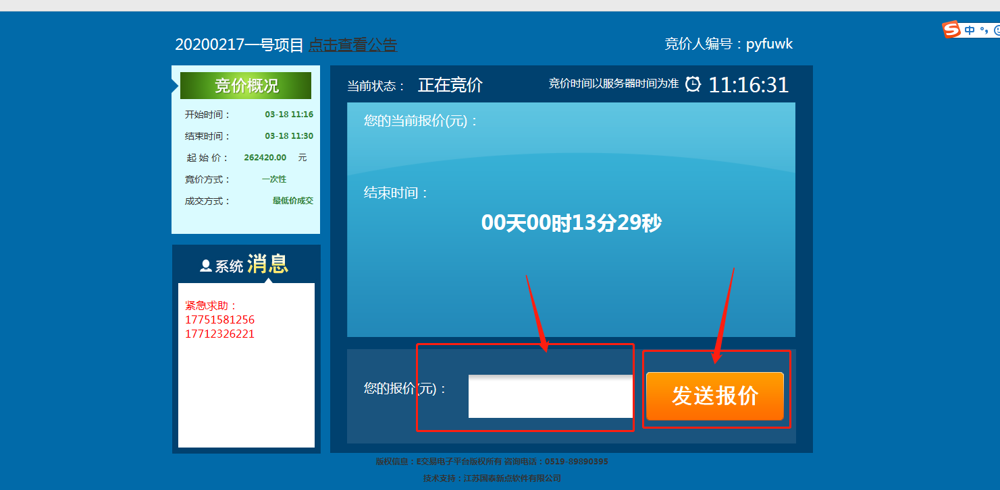 20200217一号项目 点击查看公告
竞价人编号：pyfuwk
竞价概况
开始时间： 03-18 11:16
结束时间： 03-18 11:30
起 始 价： 262420.00 元
竞价方式： 一次性
成交方式： 最低价成交
系统 消息
紧急求助：
17751581256
17712326221
当前状态： 正在竞价 竞价时间以服务器时间为准 11:16:31
您的当前报价(元)：
结束时间：
00天00时13分29秒
您的报价(元)： 发送报价
版权信息：E交易电子平台版权所有 咨询电话：0519-89890395
技术支持：江苏国泰新点软件有限公司
S 中 °，